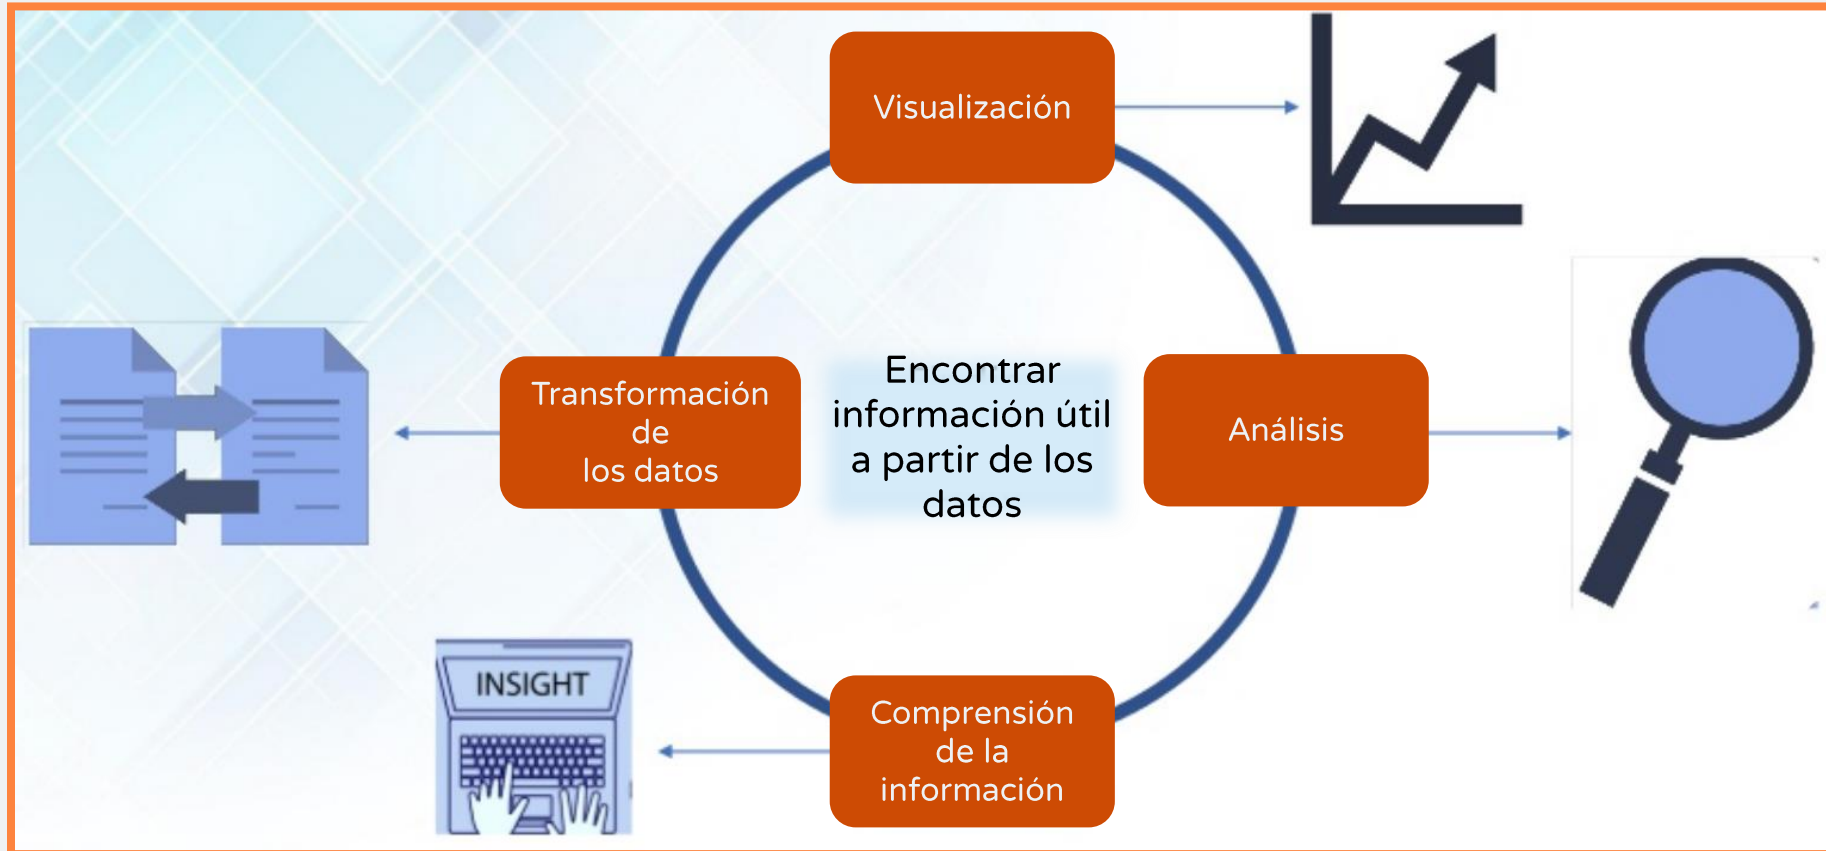 Visualización
Transformación
de
los datos
Encontrar
información útil
a partir de los
datos
Análisis
INSIGHT
Comprensión
de la
información